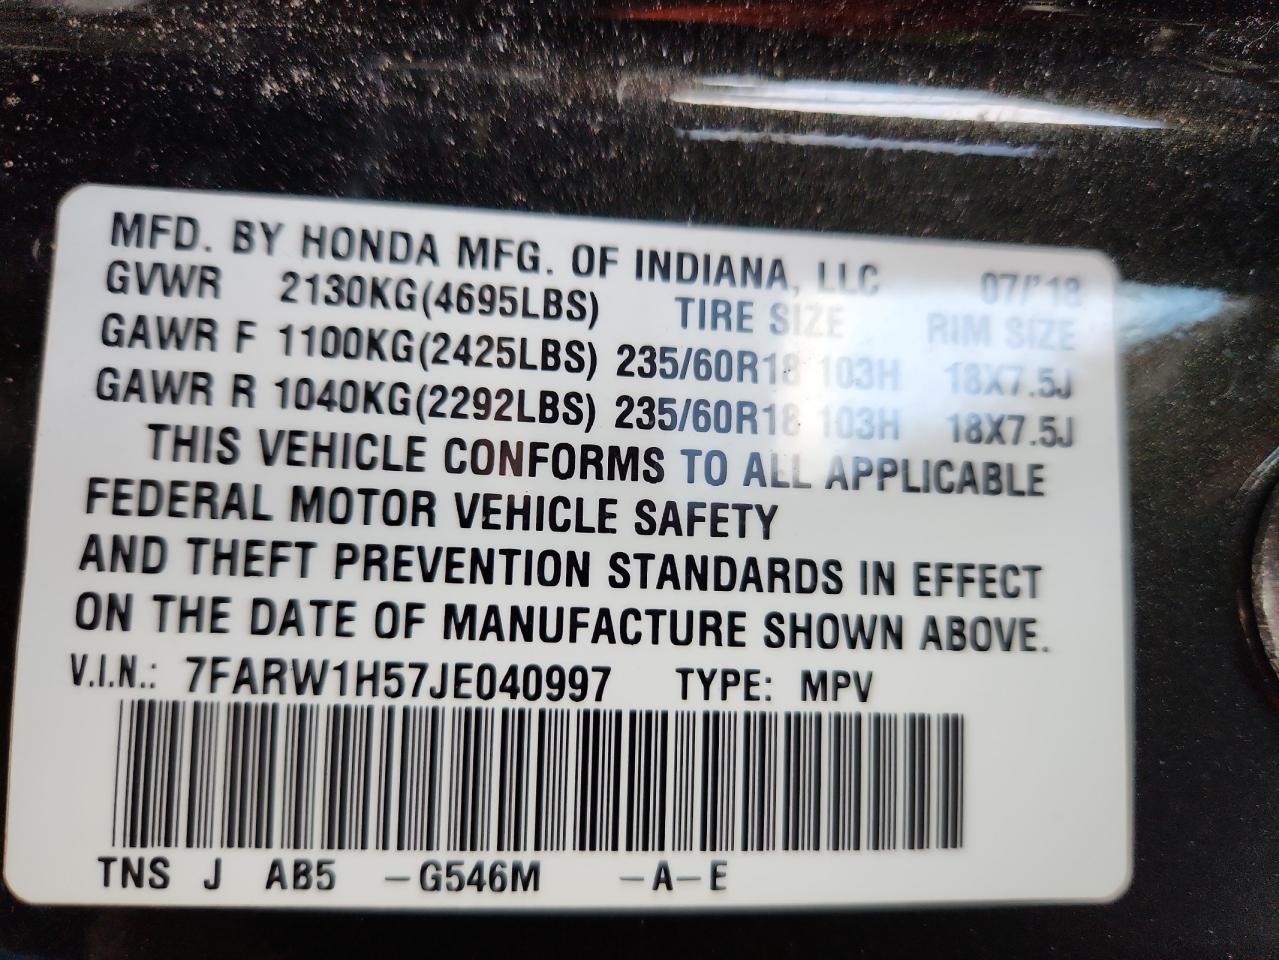 MFD. BY HONDA MFG. OF INDIANA, LLC 07/'18
GVWR 2130KG(4695LBS) TIRE SIZE RIM SIZE
GAWR F 1100KG(2425LBS) 235/60R18 103H 18X7.5J
GAWR R 1040KG(2292LBS) 235/60R18 103H 18X7.5J
THIS VEHICLE CONFORMS TO ALL APPLICABLE
FEDERAL MOTOR VEHICLE SAFETY
AND THEFT PREVENTION STANDARDS IN EFFECT
ON THE DATE OF MANUFACTURE SHOWN ABOVE.
V.I.N.: 7FARW1H57JE040997 TYPE: MPV
TNS J AB5 -G546M -A-E